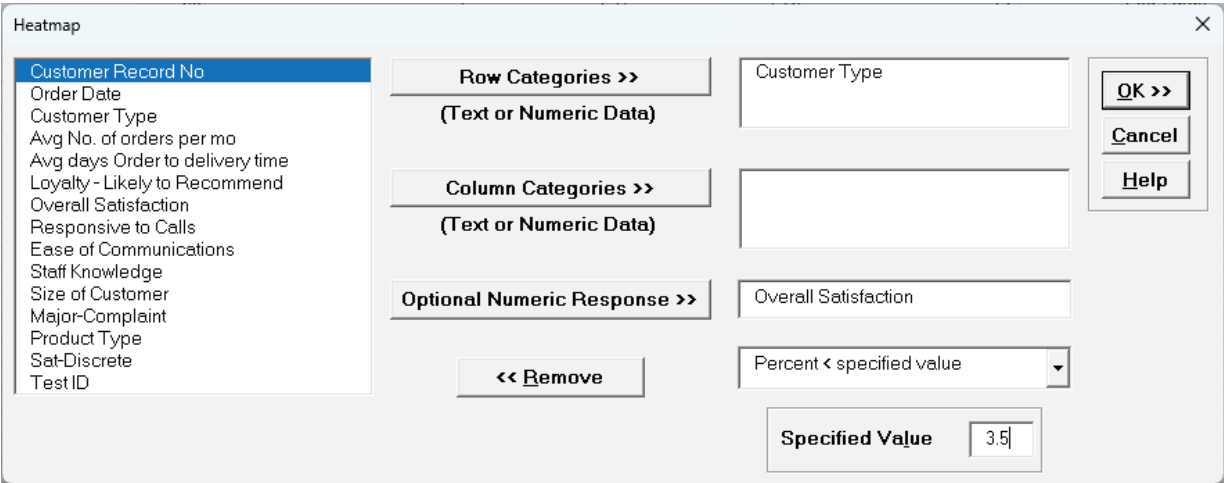 Heatmap
Customer Record No
Order Date
Customer Type
Avg No. of orders per mo
Avg days Order to delivery time
Loyalty - Likely to Recommend
Overall Satisfaction
Responsive to Calls
Ease of Communications
Staff Knowledge
Size of Customer
Major-Complaint
Product Type
Sat-Discrete
Test ID
Row Categories >>
(Text or Numeric Data)
Customer Type
Column Categories >>
(Text or Numeric Data)
Optional Numeric Response >>
Overall Satisfaction
<< Remove
Percent < specified value
Specified Value
3.5
OK >>
Cancel
Help